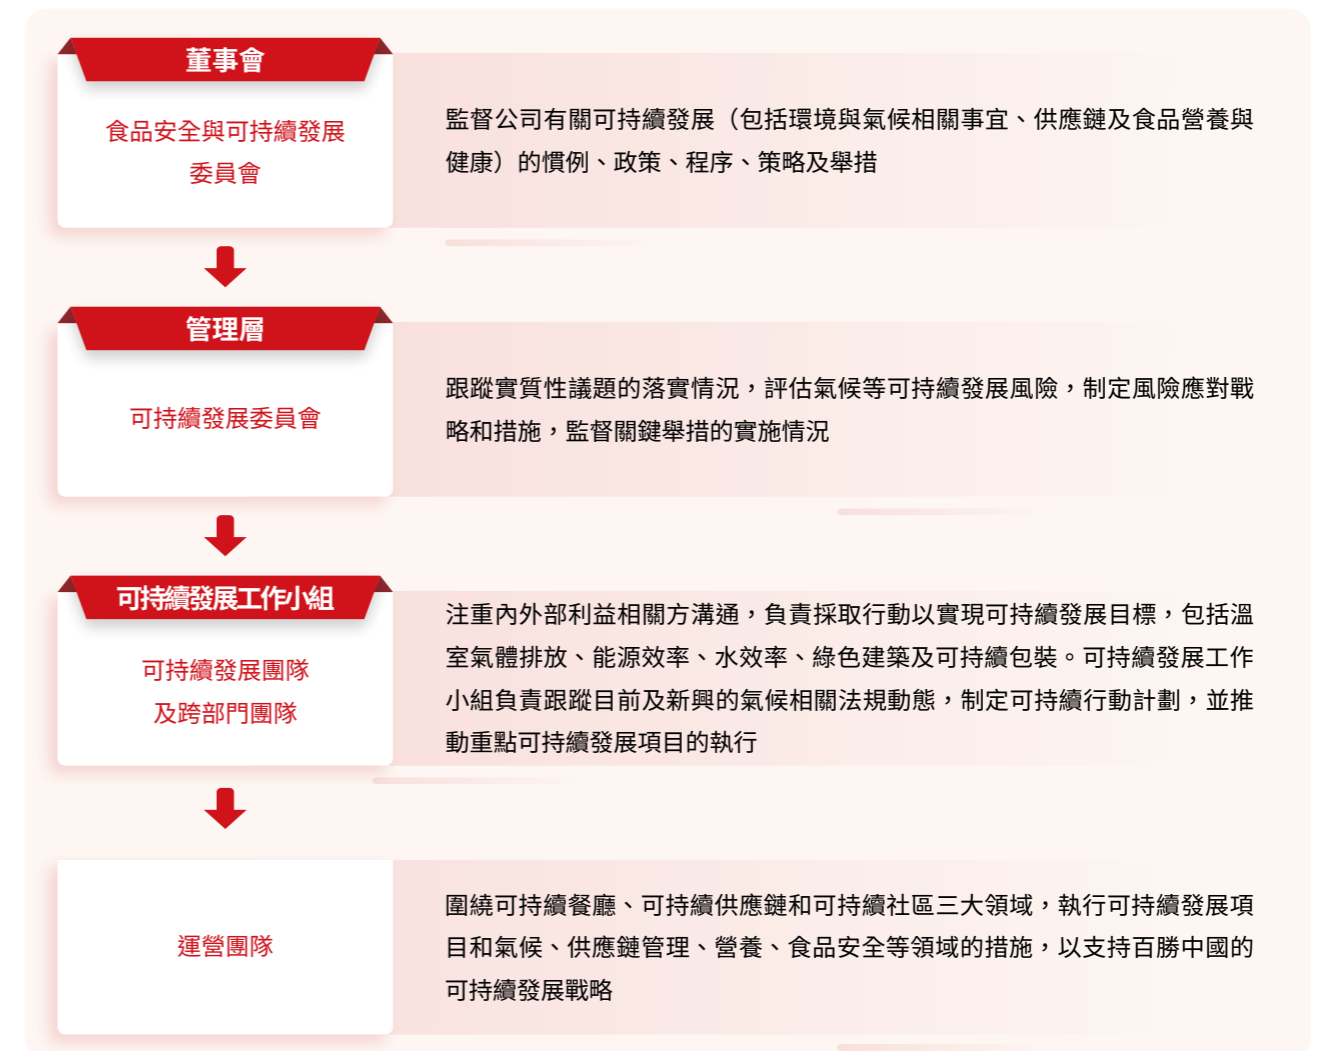 董事會
食品安全與可持續發展
委員會
監督公司有關可持續發展（包括環境與氣候相關事宜、供應鏈及食品營養與
健康）的慣例、政策、程序、策略及舉措
管理層
可持續發展委員會
跟蹤實質性議題的落實情況，評估氣候等可持續發展風險，制定風險應對戰
略和措施，監督關鍵舉措的實施情況
可持續發展工作小組
可持續發展團隊
及跨部門團隊
注重內外部利益相關方溝通，負責採取行動以實現可持續發展目標，包括溫
室氣體排放、能源效率、水效率、綠色建築及可持續包裝。可持續發展工作
小組負責跟蹤目前及新興的氣候相關法規動態，制定可持續行動計劃，並推
動重點可持續發展項目的執行
運營團隊
圍繞可持續餐廳、可持續供應鏈和可持續社區三大領域，執行可持續發展項
目和氣候、供應鏈管理、營養、食品安全等領域的措施，以支持百勝中國的
可持續發展戰略